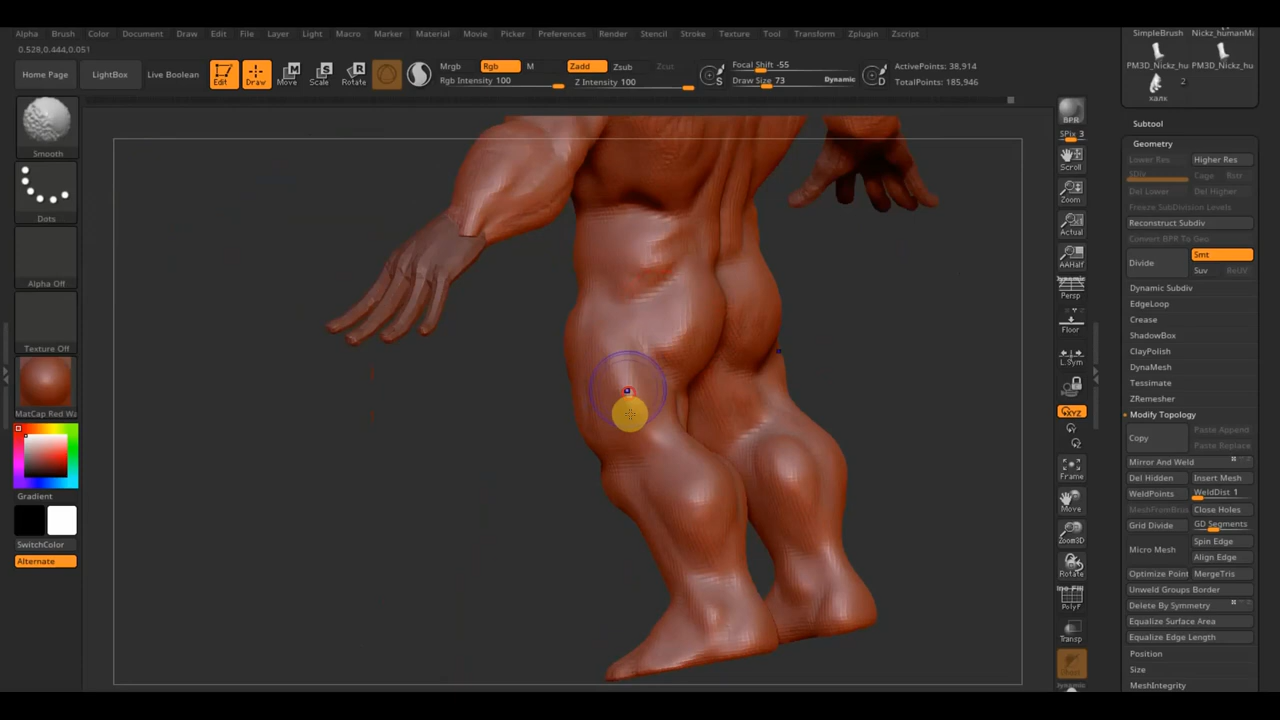 Alpha Brush Color Document Draw Edit File Layer Light Macro Marker Material Movie Picker Preferences Render Stencil Stroke Texture Tool Transform Zplugin Zscript
0.528,0.444,0.051
Home Page
LightBox
Live Boolean
Edit
Draw
Move
Scale
Rotate
Mrgb Rgb M
Rgb Intensity 100
Zadd Zsub Zcut
Z Intensity 100
S
Focal Shift -55
Draw Size 73
Dynamic
D
ActivePoints: 38,914
TotalPoints: 185,946
Smooth
Dots
Alpha Off
Texture Off
MatCap Red Wa
Gradient
SwitchColor
Alternate
BPR
SPix 3
Scroll
Zoom
Actual
AAHalf
Dynamic
Persp
Floor
L.Sym
XYZ
Frame
Move
Zoom3D
Rotate
PolyF
Transp
Dynamic
SimpleBrush Nickz_humanMa
PM3D_Nickz_hu PM3D_Nickz_hu
2
калк
Subtool
Geometry
Lower Res Higher Res
SDiv Cage Rstr
Del Lower Del Higher
Freeze SubDivision Levels
Reconstruct Subdiv
Convert BPR To Geo
Divide
Smt
Suv ReUV
Dynamic Subdiv
EdgeLoop
Crease
ShadowBox
ClayPolish
DynaMesh
Tessimate
ZRemesher
Modify Topology
Copy
Paste Append
Paste Replace
Mirror And Weld
Del Hidden Insert Mesh
WeldPoints WeldDist 1
MeshFromBrus Close Holes
Grid Divide GD Segments
Micro Mesh
Spin Edge
Align Edge
Optimize Point MergeTris
Unweld Groups Border
Delete By Symmetry
Equalize Surface Area
Equalize Edge Length
Position
Size
MeshIntegrity